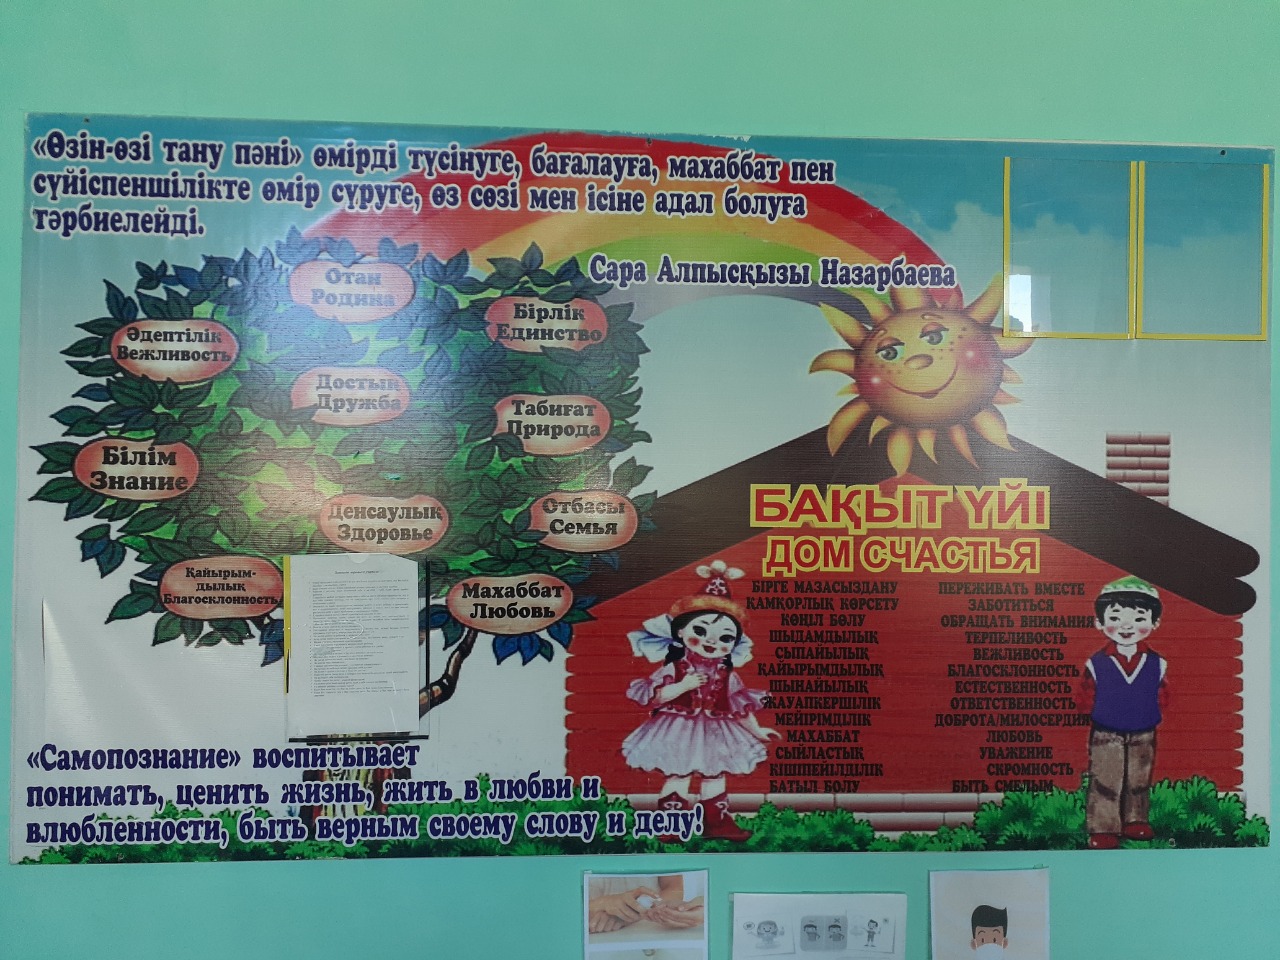 «Өзін-өзі тану пәні» өмірді түсінуге, бағалауға, махаббат пен
сүйіспеншілікте өмір сүруге, өз сөзі мен ісіне адал болуға
тәрбиелейді.
Сара Алпысқызы Назарбаева
Отан
Родина
Бірлік
Единство
Әдептілік
Вежливость
Достық
Дружба
Табиғат
Природа
Білім
Знание
Денсаулық
Здоровье
Отбасы
Семья
Қайырым-
дылық
Благосклонность
Махаббат
Любовь
«Самопознание» воспитывает
понимать, ценить жизнь, жить в любви и
влюбленности, быть верным своему слову и делу!
БАҚЫТ ҮЙІ
ДОМ СЧАСТЬЯ
БІРГЕ МАЗАСЫЗДАНУ
ҚАМҚОРЛЫҚ КӨРСЕТУ
КӨҢІЛ БӨЛУ
ШЫДАМДЫЛЫҚ
СЫПАЙЫЛЫҚ
ҚАЙЫРЫМДЫЛЫҚ
ШЫНАЙЫЛЫҚ
ЖАУАПКЕРШІЛІК
МЕЙІРІМДІЛІК
МАХАББАТ
СЫЙЛАСТЫҚ
КІШІПЕЙІЛДІЛІК
БАТЫЛ БОЛУ
ПЕРЕЖИВАТЬ ВМЕСТЕ
ЗАБОТИТЬСЯ
ОБРАЩАТЬ ВНИМАНИЯ
ТЕРПЕЛИВОСТЬ
ВЕЖЛИВОСТЬ
БЛАГОСКЛОННОСТЬ
ЕСТЕСТВЕННОСТЬ
ОТВЕТСТВЕННОСТЬ
ДОБРОТА/МИЛОСЕРДИЯ
ЛЮБОВЬ
УВАЖЕНИЕ
СКРОМНОСТЬ
БЫТЬ СМЕЛЫМ